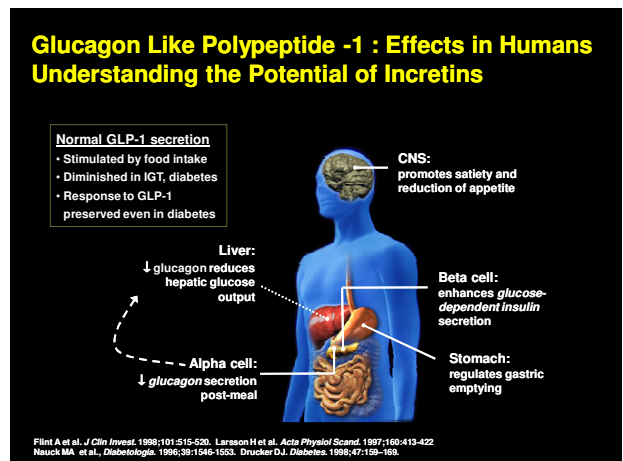 Glucagon Like Polypeptide -1 : Effects in Humans
Understanding the Potential of Incretins
Normal GLP-1 secretion
• Stimulated by food intake
• Diminished in IGT, diabetes
• Response to GLP-1
preserved even in diabetes
CNS:
promotes satiety and
reduction of appetite
Liver:
↓ glucagon reduces
hepatic glucose
output
Beta cell:
enhances glucose-
dependent insulin
secretion
Alpha cell:
↓ glucagon secretion
post-meal
Stomach:
regulates gastric
emptying
Flint A et al. J Clin Invest. 1998;101:515-520. Larsson H et al. Acta Physiol Scand. 1997;160:413-422
Nauck MA et al., Diabetologia. 1996;39:1546-1553. Drucker DJ. Diabetes. 1998;47:159–169.